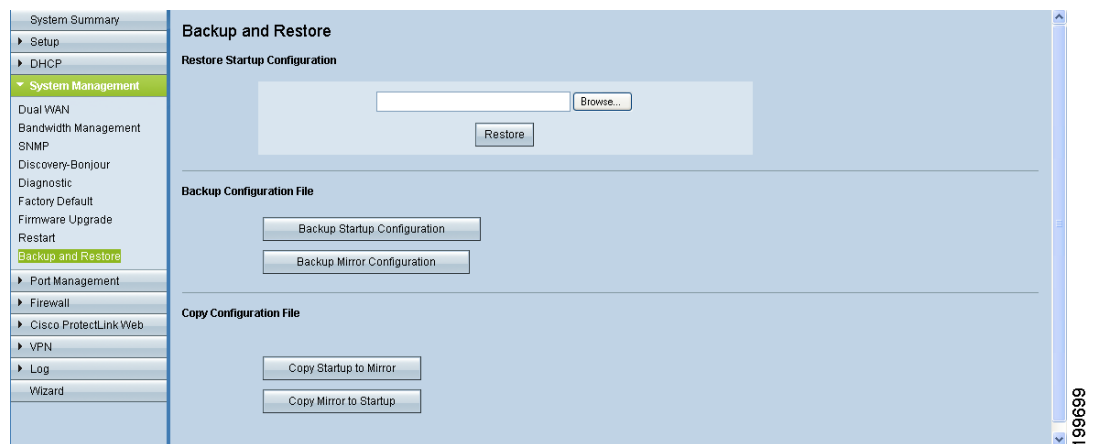 System Summary
Setup
DHCP
System Management
Dual WAN
Bandwidth Management
SNMP
Discovery-Bonjour
Diagnostic
Factory Default
Firmware Upgrade
Restart
Backup and Restore
Port Management
Firewall
Cisco ProtectLink Web
VPN
Log
Wizard
Backup and Restore
Restore Startup Configuration
Browse...
Restore
Backup Configuration File
Backup Startup Configuration
Backup Mirror Configuration
Copy Configuration File
Copy Startup to Mirror
Copy Mirror to Startup
199699